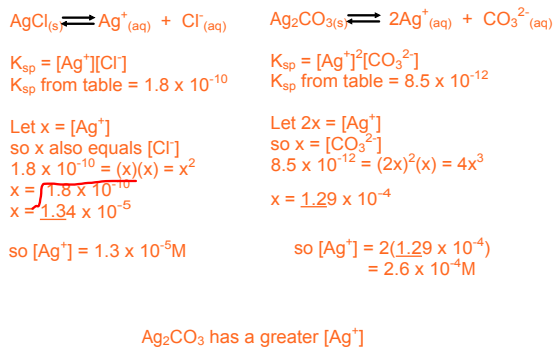 AgCl(s) ⇌ Ag⁺(aq) + Cl⁻(aq)
Ksp = [Ag⁺][Cl⁻]
Ksp from table = 1.8 x 10⁻¹⁰
Let x = [Ag⁺]
so x also equals [Cl⁻]
1.8 x 10⁻¹⁰ = (x)(x) = x²
x = √1.8 x 10⁻¹⁰
x = 1.34 x 10⁻⁵
so [Ag⁺] = 1.3 x 10⁻⁵M
Ag₂CO₃(s) ⇌ 2Ag⁺(aq) + CO₃²⁻(aq)
Ksp = [Ag⁺]²[CO₃²⁻]
Ksp from table = 8.5 x 10⁻¹²
Let 2x = [Ag⁺]
so x = [CO₃²⁻]
8.5 x 10⁻¹² = (2x)²(x) = 4x³
x = 1.29 x 10⁻⁴
so [Ag⁺] = 2(1.29 x 10⁻⁴)
= 2.6 x 10⁻⁴M
Ag₂CO₃ has a greater [Ag⁺]